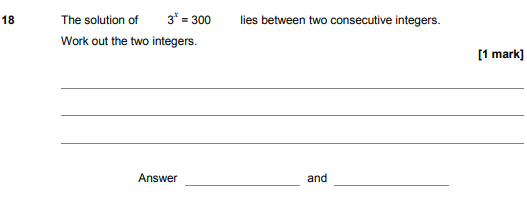 18 The solution of 3ˣ = 300 lies between two consecutive integers.
Work out the two integers.
[1 mark]
Answer and